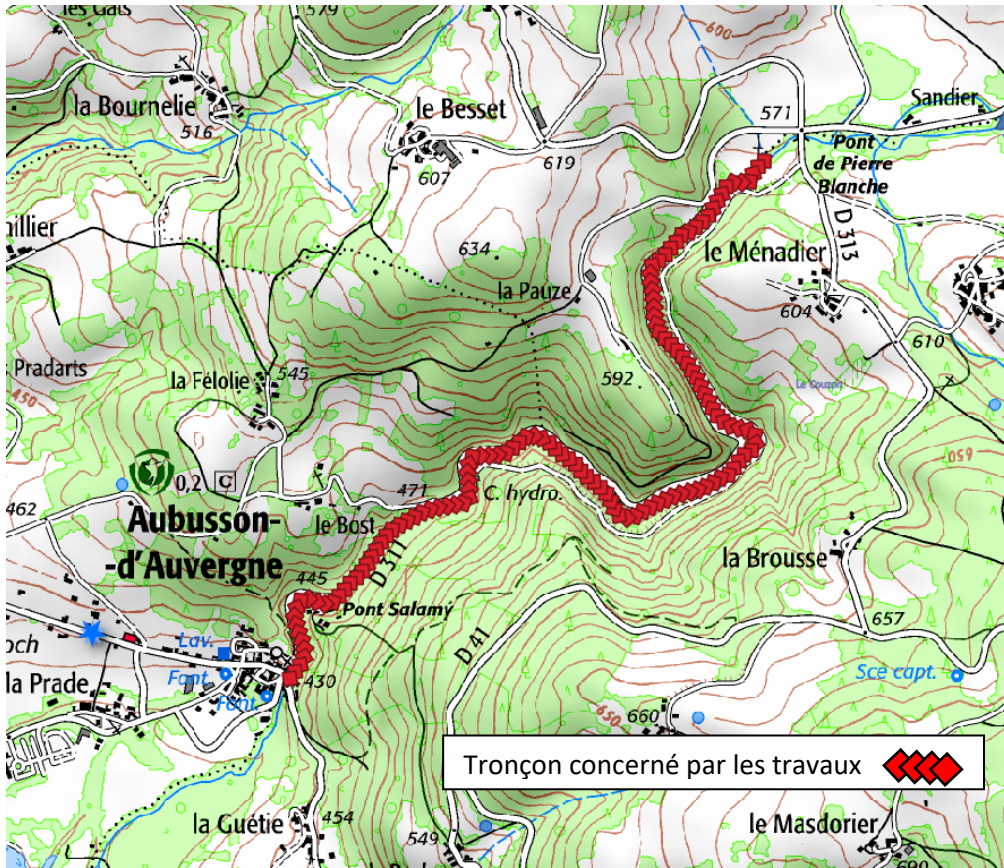 les Gats
579
600
la Bournelie
516
le Besset
607
619
571
Sandier
Pont
de Pierre
Blanche
D 313
634
le Ménadier
604
610
la Pauze
592
Le Couzon
650
Pradarts
450
la Félolie
545
0,2
C
462
Aubusson-
-d'Auvergne
le Bost
471
C. hydro.
D 311
445
Pont Salamy
la Brousse
657
D 41
Lav.
Font.
Font.
430
la Prade
Sce capt.
650
660
Tronçon concerné par les travaux
la Guétie
454
549
le Masdorier
690